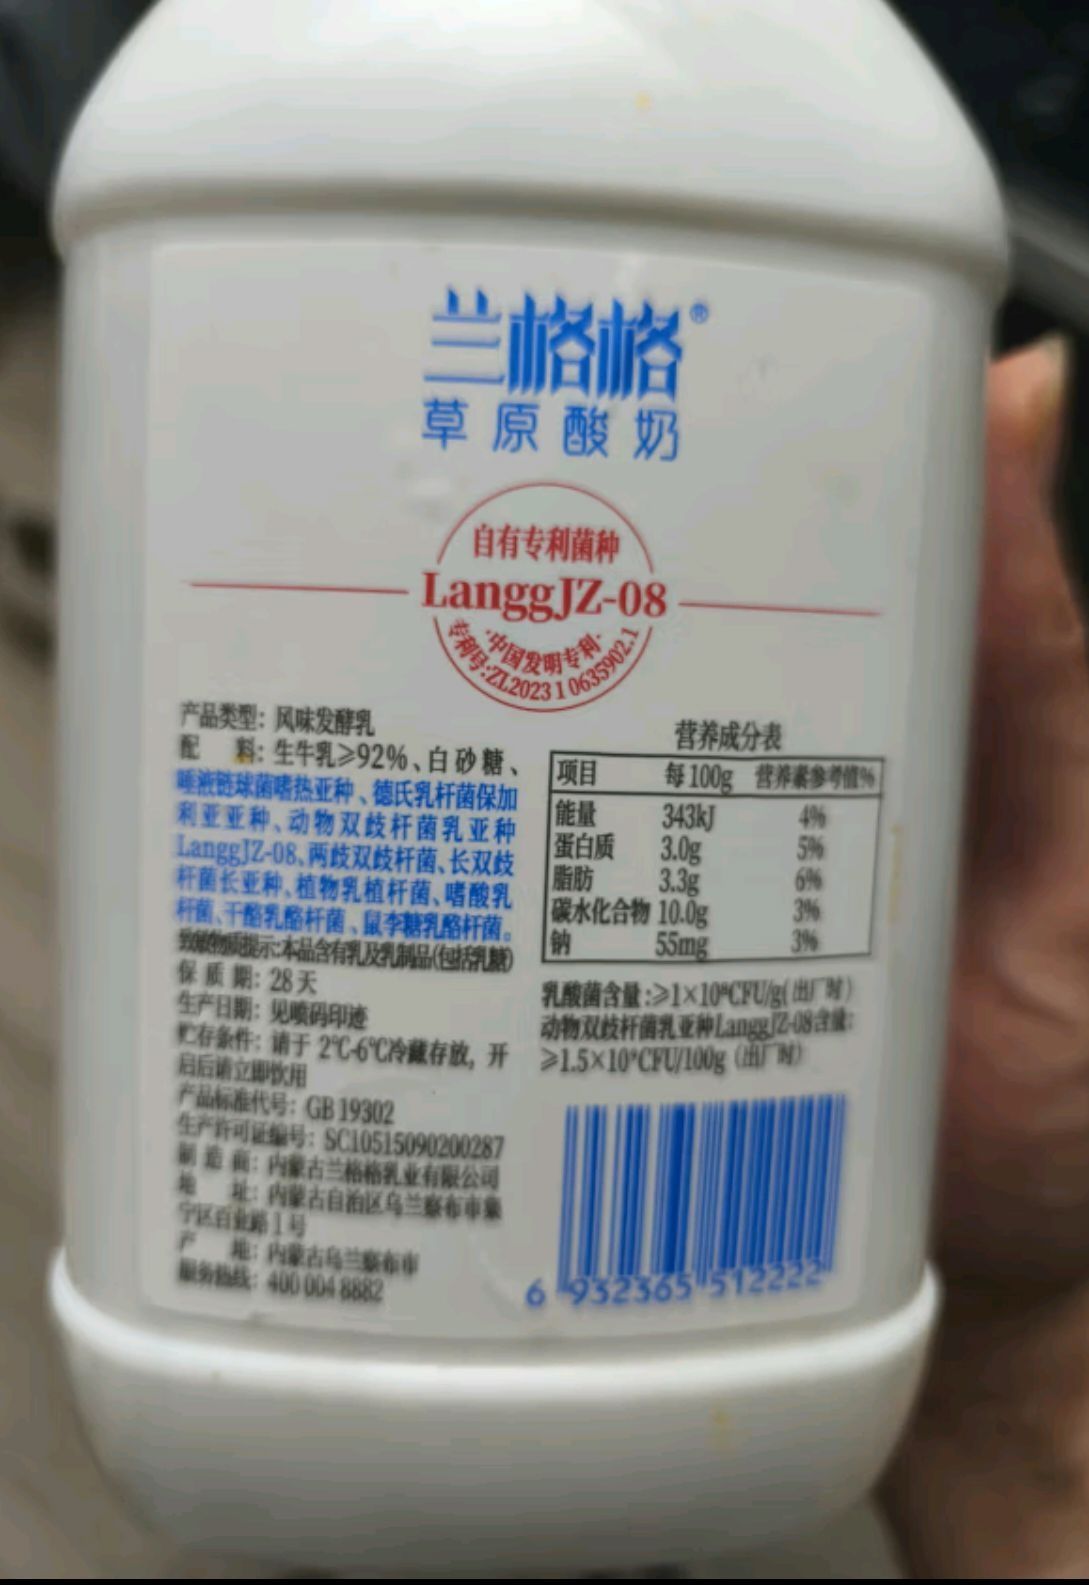 兰格格®
草原酸奶
自有专利菌种
LanggJZ-08
·中国发明专利·
专利号:ZL2023 1 0635902.1
产品类型：风味发酵乳
配 料：生牛乳≥92%、白砂糖、
唾液链球菌嗜热亚种、德氏乳杆菌保加
利亚亚种、动物双歧杆菌乳亚种
LanggJZ-08、两歧双歧杆菌、长双歧
杆菌长亚种、植物乳植杆菌、嗜酸乳
杆菌、干酪乳酪杆菌、鼠李糖乳酪杆菌。
致敏物质提示:本品含有乳及乳制品(包括乳糖)
保 质 期：28天
生产日期：见喷码印迹
贮存条件：请于 2℃-6℃冷藏存放，开
启后请立即饮用
产品标准代号：GB 19302
生产许可证编号：SC10515090200287
制 造 商：内蒙古兰格格乳业有限公司
地 址：内蒙古自治区乌兰察布市集
宁区百业路1号
产 地：内蒙古乌兰察布市
服务热线：400 004 8882
营养成分表
项目 每100g 营养素参考值%
能量 343kJ 4%
蛋白质 3.0g 5%
脂肪 3.3g 6%
碳水化合物 10.0g 3%
钠 55mg 3%
乳酸菌含量:≥1×10 CFU/g(出厂时)
动物双歧杆菌乳亚种LanggJZ-08含量:
≥1.5×10 CFU/100g（出厂时）
6 932365 512222